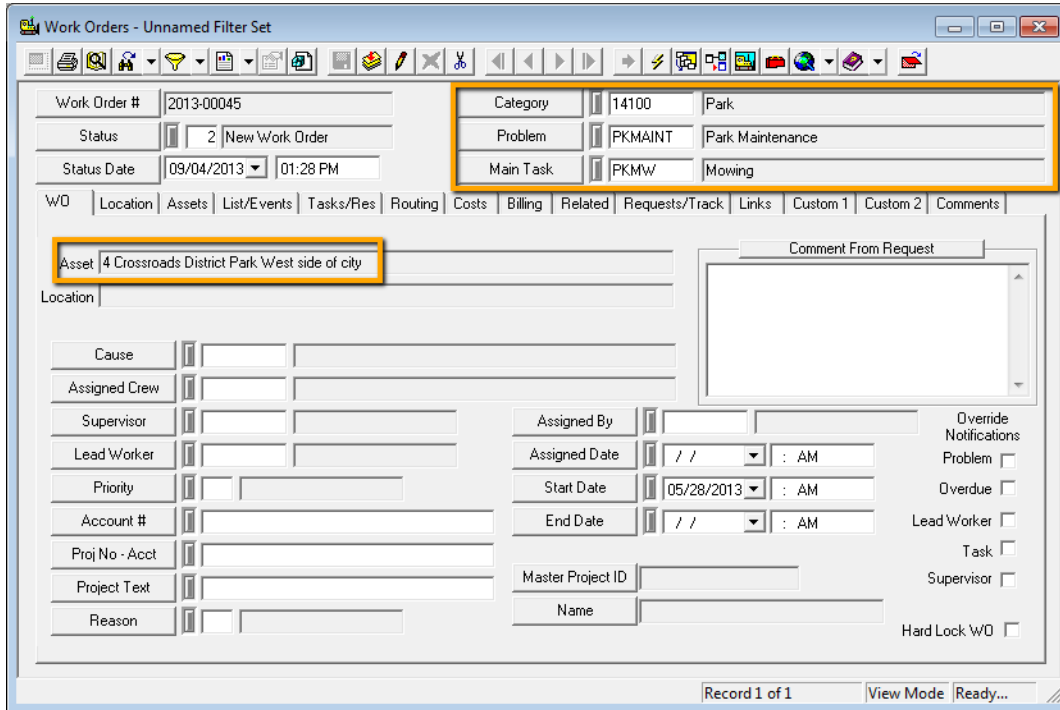 Work Orders - Unnamed Filter Set
Work Order # 2013-00045 Category 14100 Park
Status 2 New Work Order Problem PKMAINT Park Maintenance
Status Date 09/04/2013 01:28 PM Main Task PKMW Mowing
WO Location Assets List/Events Tasks/Res Routing Costs Billing Related Requests/Track Links Custom 1 Custom 2 Comments
Asset 4 Crossroads District Park West side of city
Comment From Request
Location
Cause
Assigned Crew
Supervisor Assigned By Override
Notifications
Lead Worker Assigned Date / / : AM Problem
Priority Start Date 05/28/2013 : AM Overdue
Account # End Date / / : AM Lead Worker
Proj No - Acct Task
Project Text Master Project ID Supervisor
Reason Name
Hard Lock WO
Record 1 of 1 View Mode Ready...